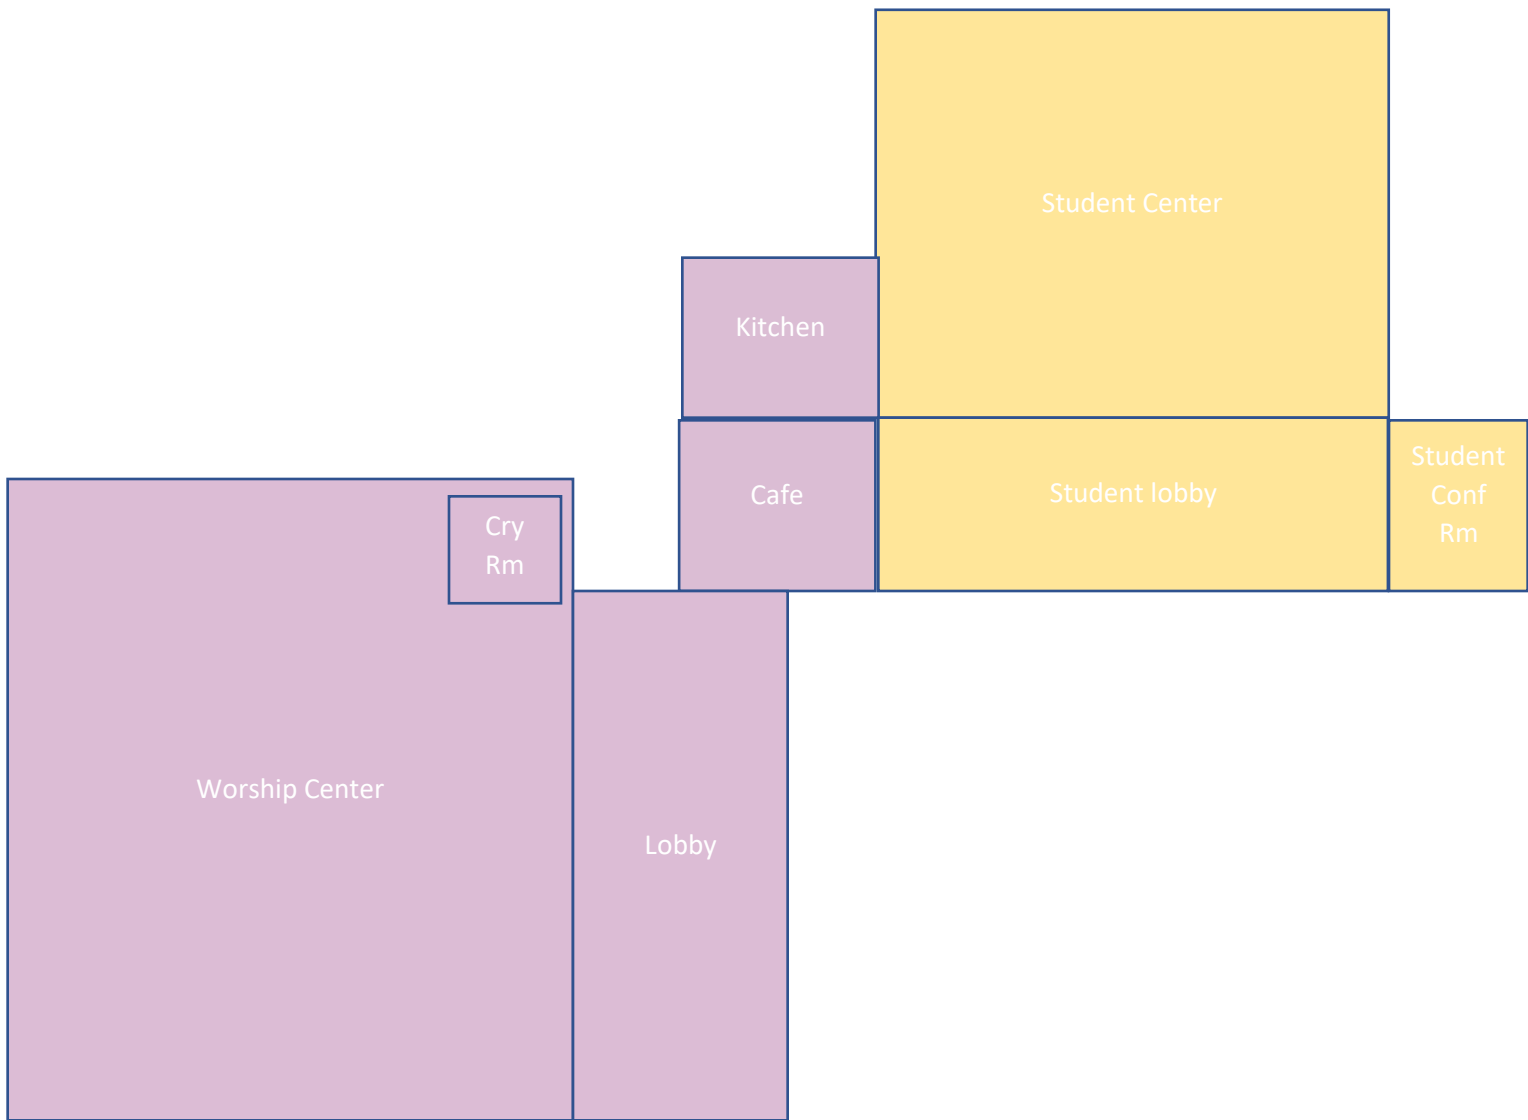 Student Center
Kitchen
Cafe
Student lobby
Student
Conf
Rm
Cry
Rm
Worship Center
Lobby